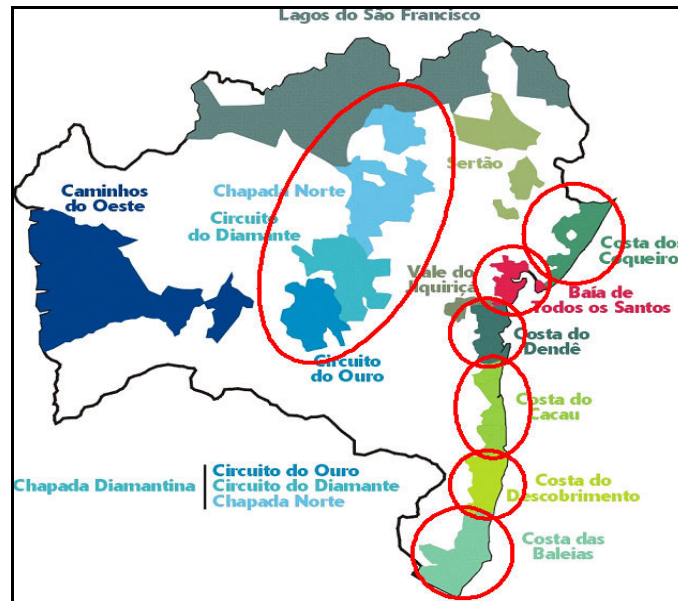 Lagos do São Francisco
Sertão
Caminhos
do Oeste
Chapada Norte
Circuito
do Diamante
Costa dos
Coqueiro
Vale do
Jiquiriçá
Baía de
Todos os Santos
Costa do
Dendê
Circuito
do Ouro
Costa do
Cacau
Chapada Diamantina
Circuito do Ouro
Circuito do Diamante
Chapada Norte
Costa do
Descobrimento
Costa das
Baleias